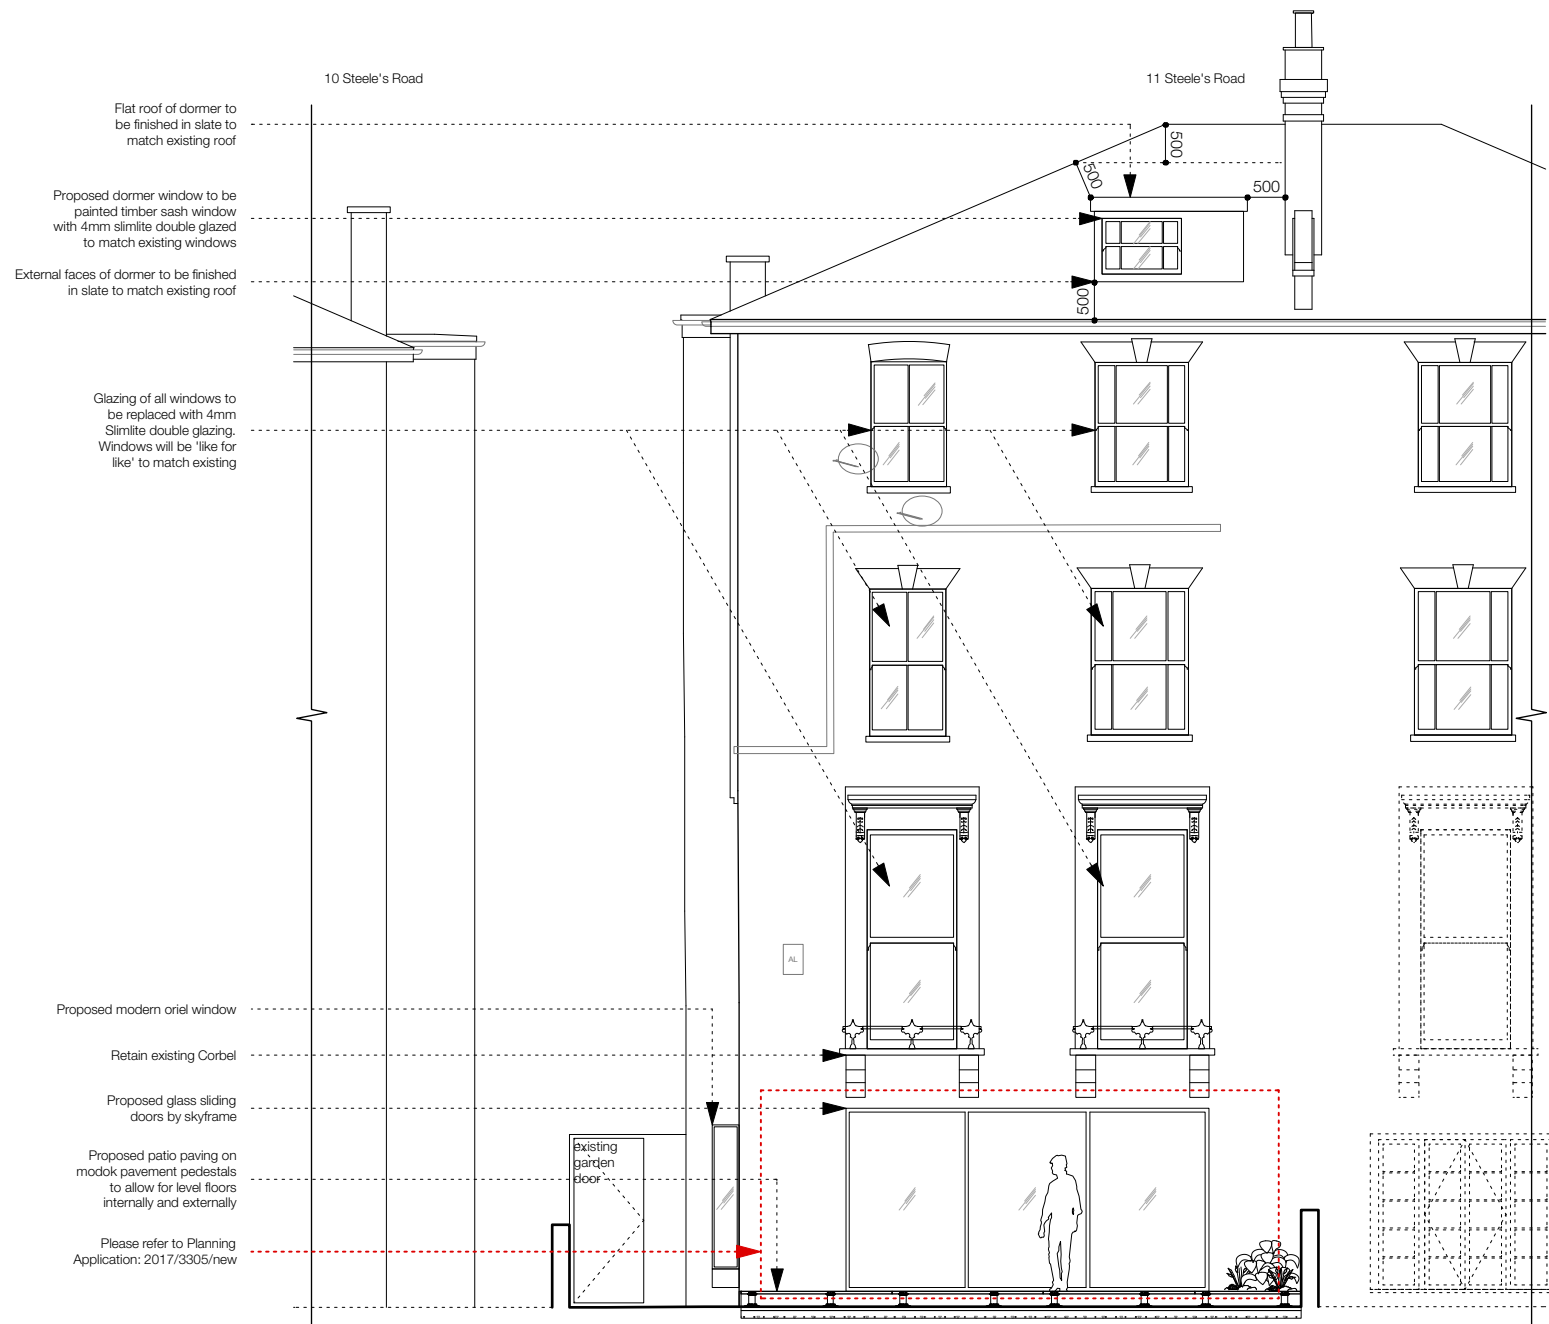 10 Steele's Road
11 Steele's Road
Flat roof of dormer to
be finished in slate to
match existing roof
500
500
500
Proposed dormer window to be
painted timber sash window
with 4mm slimlite double glazed
to match existing windows
External faces of dormer to be finished
in slate to match existing roof
500
Glazing of all windows to
be replaced with 4mm
Slimlite double glazing.
Windows will be 'like for
like' to match existing
AL
Proposed modern oriel window
Retain existing Corbel
Proposed glass sliding
doors by skyframe
existing
garden
door
Proposed patio paving on
modok pavement pedestals
to allow for level floors
internally and externally
Please refer to Planning
Application: 2017/3305/new